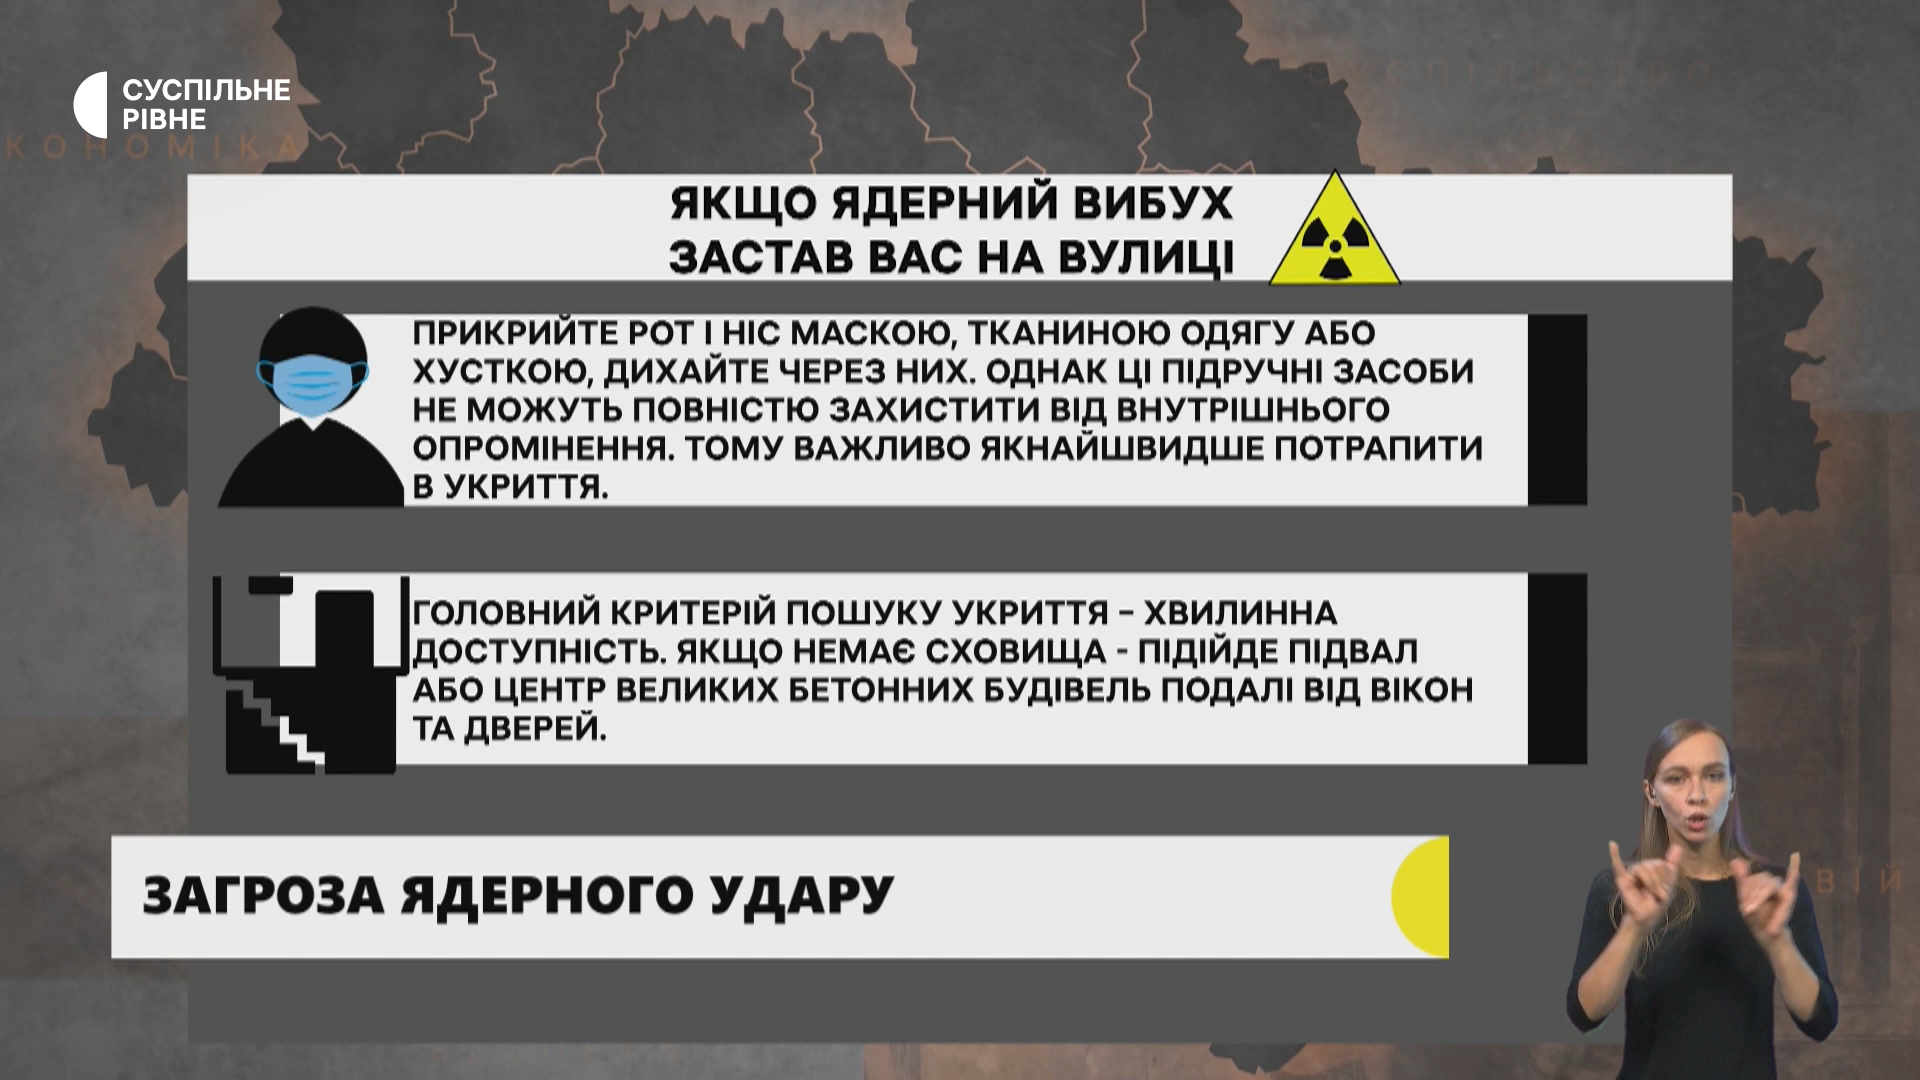 СУСПІЛЬНЕ
РІВНЕ
КОНОМІКА
СУСПІЛЬСТВО
ЯКЩО ЯДЕРНИЙ ВИБУХ
ЗАСТАВ ВАС НА ВУЛИЦІ
ПРИКРИЙТЕ РОТ І НІС МАСКОЮ, ТКАНИНОЮ ОДЯГУ АБО
ХУСТКОЮ, ДИХАЙТЕ ЧЕРЕЗ НИХ. ОДНАК ЦІ ПІДРУЧНІ ЗАСОБИ
НЕ МОЖУТЬ ПОВНІСТЮ ЗАХИСТИТИ ВІД ВНУТРІШНЬОГО
ОПРОМІНЕННЯ. ТОМУ ВАЖЛИВО ЯКНАЙШВИДШЕ ПОТРАПИТИ
В УКРИТТЯ.
ГОЛОВНИЙ КРИТЕРІЙ ПОШУКУ УКРИТТЯ – ХВИЛИННА
ДОСТУПНІСТЬ. ЯКЩО НЕМАЄ СХОВИЩА - ПІДІЙДЕ ПІДВАЛ
АБО ЦЕНТР ВЕЛИКИХ БЕТОННИХ БУДІВЕЛЬ ПОДАЛІ ВІД ВІКОН
ТА ДВЕРЕЙ.
ЗАГРОЗА ЯДЕРНОГО УДАРУ